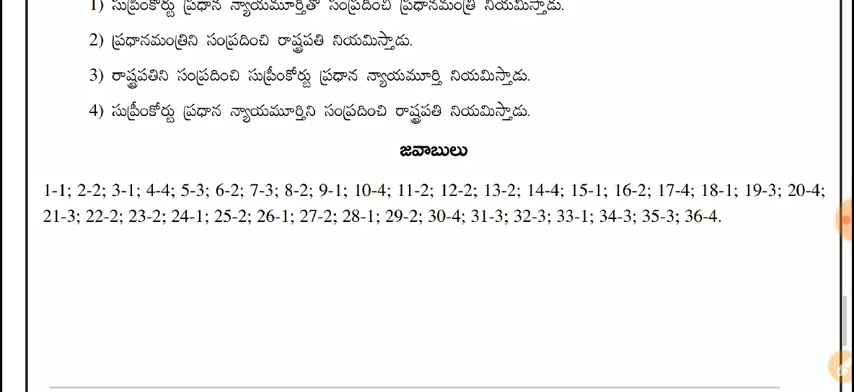 1) సుప్రీంకోర్టు ప్రధాన న్యాయమూర్తితో సంప్రదించి ప్రధానమంత్రి నియమిస్తాడు.
2) ప్రధానమంత్రిని సంప్రదించి రాష్ట్రపతి నియమిస్తాడు.
3) రాష్ట్రపతిని సంప్రదించి సుప్రీంకోర్టు ప్రధాన న్యాయమూర్తి నియమిస్తాడు.
4) సుప్రీంకోర్టు ప్రధాన న్యాయమూర్తిని సంప్రదించి రాష్ట్రపతి నియమిస్తాడు.
జవాబులు
1-1; 2-2; 3-1; 4-4; 5-3; 6-2; 7-3; 8-2; 9-1; 10-4; 11-2; 12-2; 13-2; 14-4; 15-1; 16-2; 17-4; 18-1; 19-3; 20-4;
21-3; 22-2; 23-2; 24-1; 25-2; 26-1; 27-2; 28-1; 29-2; 30-4; 31-3; 32-3; 33-1; 34-3; 35-3; 36-4.